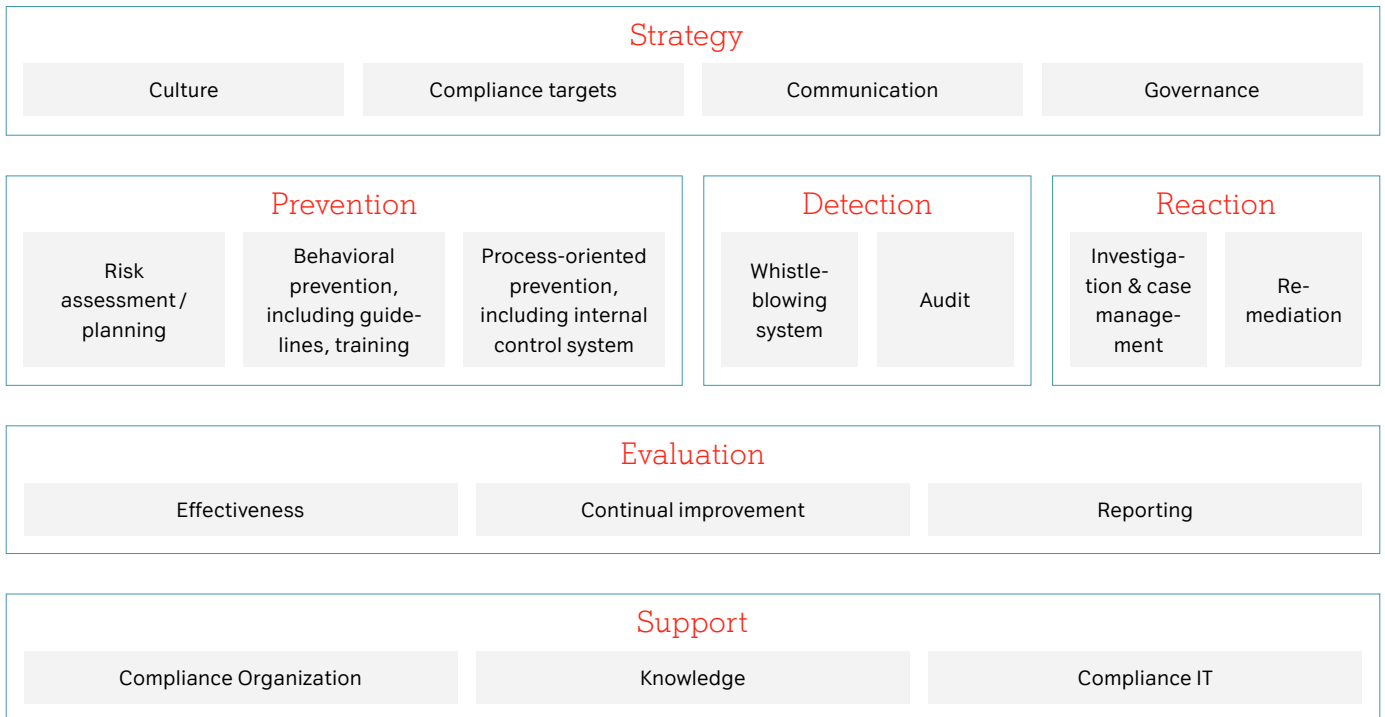 Strategy
Culture
Compliance targets
Communication
Governance
Prevention
Risk
assessment/
planning
Behavioral
prevention,
including guide-
lines, training
Process-oriented
prevention,
including internal
control system
Detection
Whistle-
blowing
system
Audit
Reaction
Investiga-
tion & case
manage-
ment
Re-
mediation
Evaluation
Effectiveness
Continual improvement
Reporting
Support
Compliance Organization
Knowledge
Compliance IT